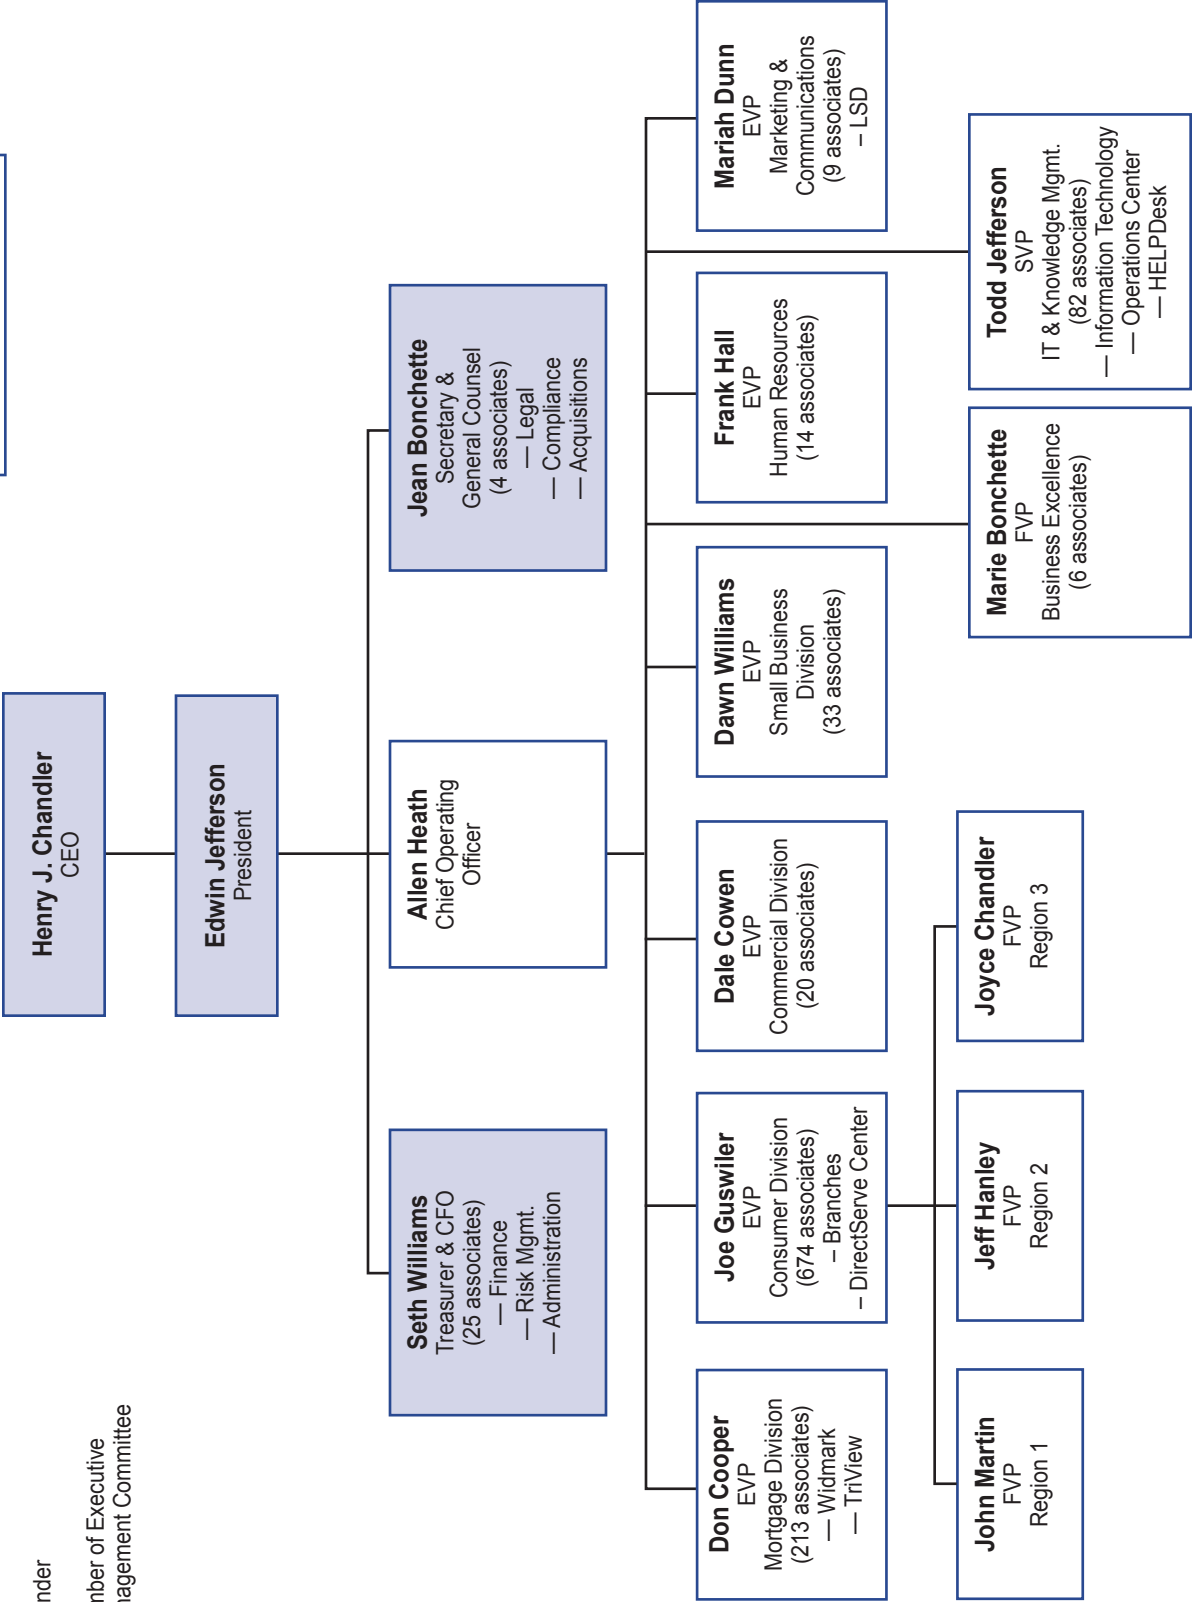 nder
nber of Executive
nagement Committee
Henry J. Chandler
CEO
Edwin Jefferson
President
Seth Williams
Treasurer & CFO
(25 associates)
— Finance
— Risk Mgmt.
— Administration
Allen Heath
Chief Operating
Officer
Jean Bonchette
Secretary &
General Counsel
(4 associates)
— Legal
— Compliance
— Acquisitions
Don Cooper
EVP
Mortgage Division
(213 associates)
— Widmark
— TriView
Joe Guswiler
EVP
Consumer Division
(674 associates)
– Branches
– DirectServe Center
Dale Cowen
EVP
Commercial Division
(20 associates)
Dawn Williams
EVP
Small Business
Division
(33 associates)
Frank Hall
EVP
Human Resources
(14 associates)
Mariah Dunn
EVP
Marketing &
Communications
(9 associates)
– LSD
John Martin
FVP
Region 1
Jeff Hanley
FVP
Region 2
Joyce Chandler
FVP
Region 3
Marie Bonchette
FVP
Business Excellence
(6 associates)
Todd Jefferson
SVP
IT & Knowledge Mgmt.
(82 associates)
— Information Technology
— Operations Center
— HELPDesk